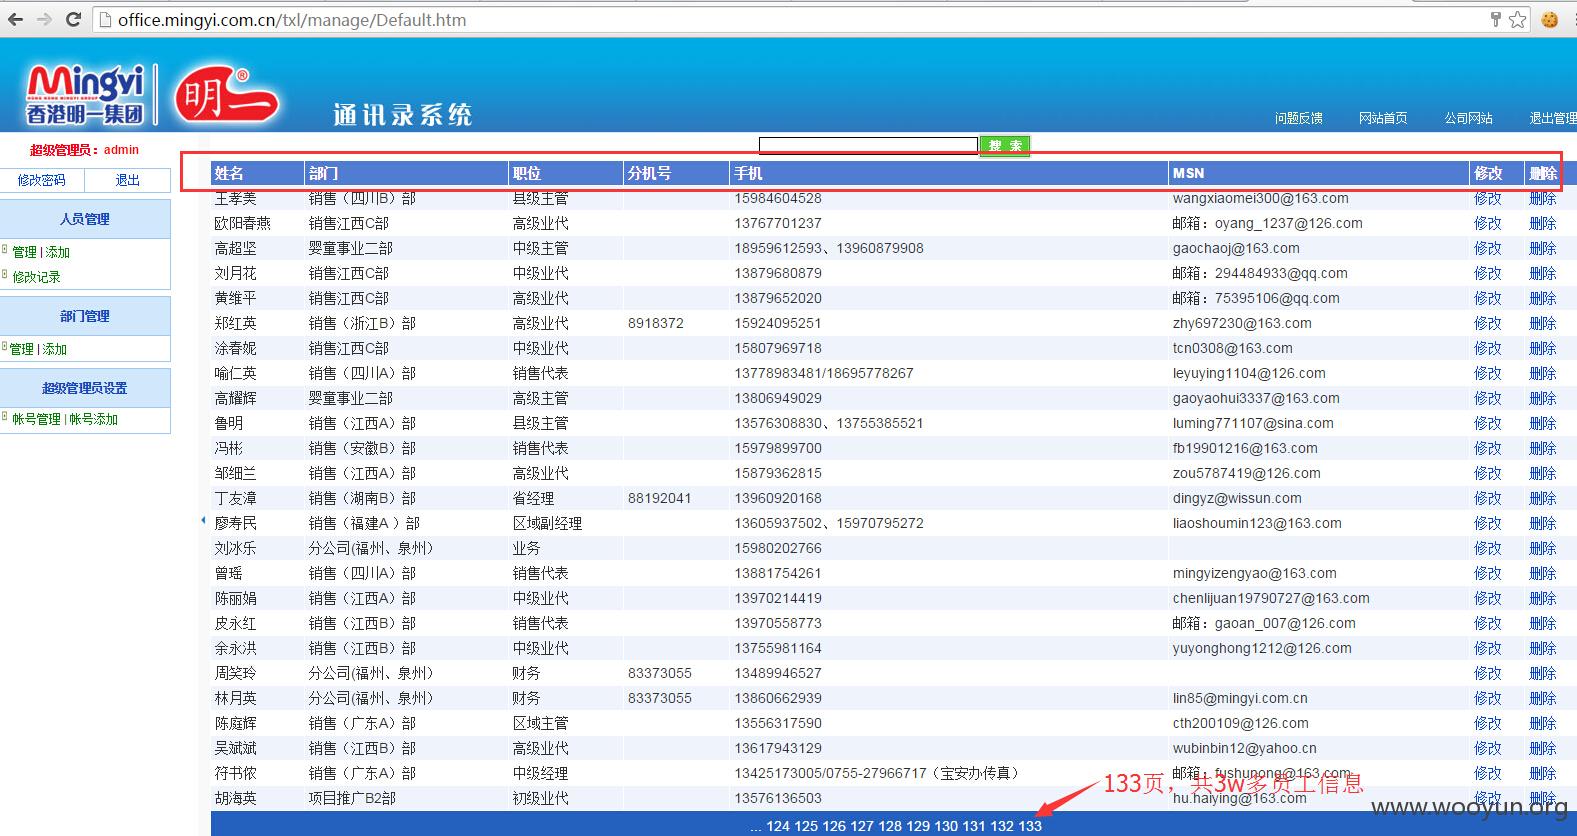 office.mingyi.com.cn/txl/manage/Default.htm
Mingyi
香港明一集团
明一®
通讯录系统
问题反馈 网站首页 公司网站 退出管理
超级管理员：admin
修改密码 退出
人员管理
管理 | 添加
修改记录
部门管理
管理 | 添加
超级管理员设置
帐号管理 | 帐号添加
搜 索
姓名 部门 职位 分机号 手机 MSN 修改 删除
王孝美 销售（四川B）部 县级主管 15984604528 wangxiaomei300@163.com 修改 删除
欧阳春燕 销售江西C部 高级业代 13767701237 邮箱：oyang_1237@126.com 修改 删除
高超坚 婴童事业二部 中级主管 18959612593、13960879908 gaochaoj@163.com 修改 删除
刘月花 销售江西C部 中级业代 13879680879 邮箱：294484933@qq.com 修改 删除
黄维平 销售江西C部 高级业代 13879652020 邮箱：75395106@qq.com 修改 删除
郑红英 销售（浙江B）部 高级业代 8918372 15924095251 zhy697230@163.com 修改 删除
涂春妮 销售江西C部 中级业代 15807969718 tcn0308@163.com 修改 删除
喻仁英 销售（四川A）部 销售代表 13778983481/18695778267 leyuying1104@126.com 修改 删除
高耀辉 婴童事业二部 高级主管 13806949029 gaoyaohui3337@163.com 修改 删除
鲁明 销售（江西A）部 县级主管 13576308830、13755385521 luming771107@sina.com 修改 删除
冯彬 销售（安徽B）部 销售代表 15979899700 fb19901216@163.com 修改 删除
邹细兰 销售（江西A）部 高级业代 15879362815 zou5787419@126.com 修改 删除
丁友漳 销售（湖南B）部 省经理 88192041 13960920168 dingyz@wissun.com 修改 删除
廖寿民 销售（福建A ）部 区域副经理 13605937502、15970795272 liaoshoumin123@163.com 修改 删除
刘冰乐 分公司(福州、泉州） 业务 15980202766 修改 删除
曾瑶 销售（四川A）部 销售代表 13881754261 mingyizengyao@163.com 修改 删除
陈丽娟 销售（江西A）部 中级业代 13970214419 chenlijuan19790727@163.com 修改 删除
皮永红 销售（江西B）部 销售代表 13970558773 邮箱：gaoan_007@126.com 修改 删除
余永洪 销售（江西B）部 中级业代 13755981164 yuyonghong1212@126.com 修改 删除
周笑玲 分公司(福州、泉州） 财务 83373055 13489946527 修改 删除
林月英 分公司(福州、泉州） 财务 83373055 13860662939 lin85@mingyi.com.cn 修改 删除
陈庭辉 销售（广东A）部 区域主管 13556317590 cth200109@126.com 修改 删除
吴斌斌 销售（江西B）部 高级业代 13617943129 wubinbin12@yahoo.cn 修改 删除
符书侬 销售（广东A）部 中级经理 13425173005/0755-27966717（宝安办传真） 邮箱：fushunong@163.com 修改 删除
胡海英 项目推广B2部 初级业代 13576136503 hu.haiying@163.com 修改 删除
133页，共3w多员工信息
www.wooyun.org
... 124 125 126 127 128 129 130 131 132 133